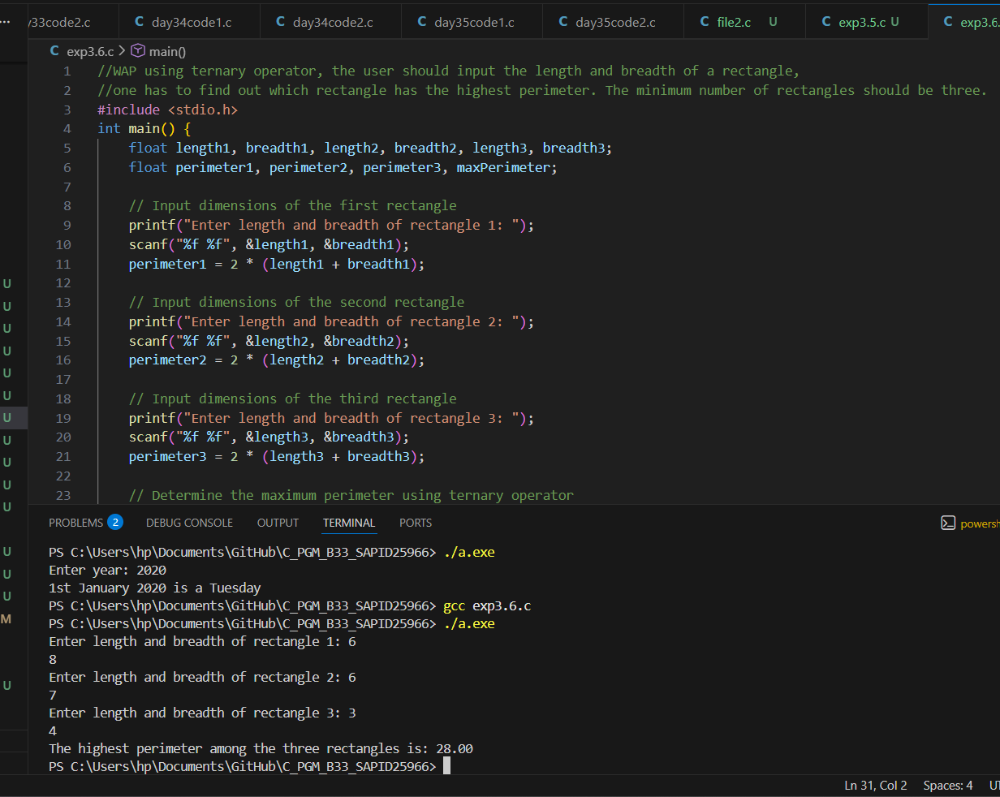 ... y33code2.c C day34code1.c C day34code2.c C day35code1.c C day35code2.c C file2.c U C exp3.5.c U C exp3.6.
C exp3.6.c > main()
1 //WAP using ternary operator, the user should input the length and breadth of a rectangle,
2 //one has to find out which rectangle has the highest perimeter. The minimum number of rectangles should be three.
3 #include <stdio.h>
4 int main() {
5 float length1, breadth1, length2, breadth2, length3, breadth3;
6 float perimeter1, perimeter2, perimeter3, maxPerimeter;
7
8 // Input dimensions of the first rectangle
9 printf("Enter length and breadth of rectangle 1: ");
10 scanf("%f %f", &length1, &breadth1);
11 perimeter1 = 2 * (length1 + breadth1);
12
13 // Input dimensions of the second rectangle
14 printf("Enter length and breadth of rectangle 2: ");
15 scanf("%f %f", &length2, &breadth2);
16 perimeter2 = 2 * (length2 + breadth2);
17
18 // Input dimensions of the third rectangle
19 printf("Enter length and breadth of rectangle 3: ");
20 scanf("%f %f", &length3, &breadth3);
21 perimeter3 = 2 * (length3 + breadth3);
22
23 // Determine the maximum perimeter using ternary operator
U
U
U
U
U
U
U
U
U
U
U
U
U
U
M
U
PROBLEMS 2 DEBUG CONSOLE OUTPUT TERMINAL PORTS powersh
PS C:\Users\hp\Documents\GitHub\C_PGM_B33_SAPID25966> ./a.exe
Enter year: 2020
1st January 2020 is a Tuesday
PS C:\Users\hp\Documents\GitHub\C_PGM_B33_SAPID25966> gcc exp3.6.c
PS C:\Users\hp\Documents\GitHub\C_PGM_B33_SAPID25966> ./a.exe
Enter length and breadth of rectangle 1: 6
8
Enter length and breadth of rectangle 2: 6
7
Enter length and breadth of rectangle 3: 3
4
The highest perimeter among the three rectangles is: 28.00
PS C:\Users\hp\Documents\GitHub\C_PGM_B33_SAPID25966>
Ln 31, Col 2 Spaces: 4 UT